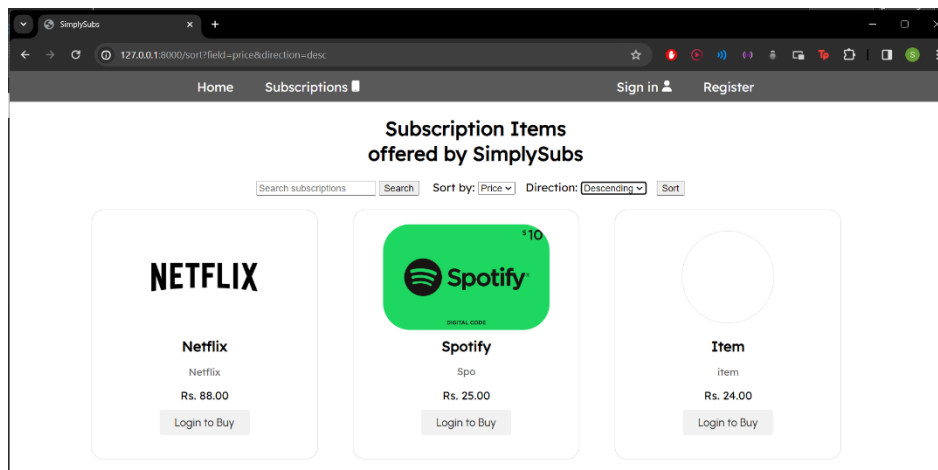 SimplySubs
127.0.0.1:8000/sort?field=price&direction=desc
Home Subscriptions Sign in Register
Subscription Items
offered by SimplySubs
Search subscriptions Search Sort by: Price Direction: Descending Sort
$10
NETFLIX Spotify
DIGITAL CODE
Netflix Spotify Item
Netflix Spo item
Rs. 88.00 Rs. 25.00 Rs. 24.00
Login to Buy Login to Buy Login to Buy